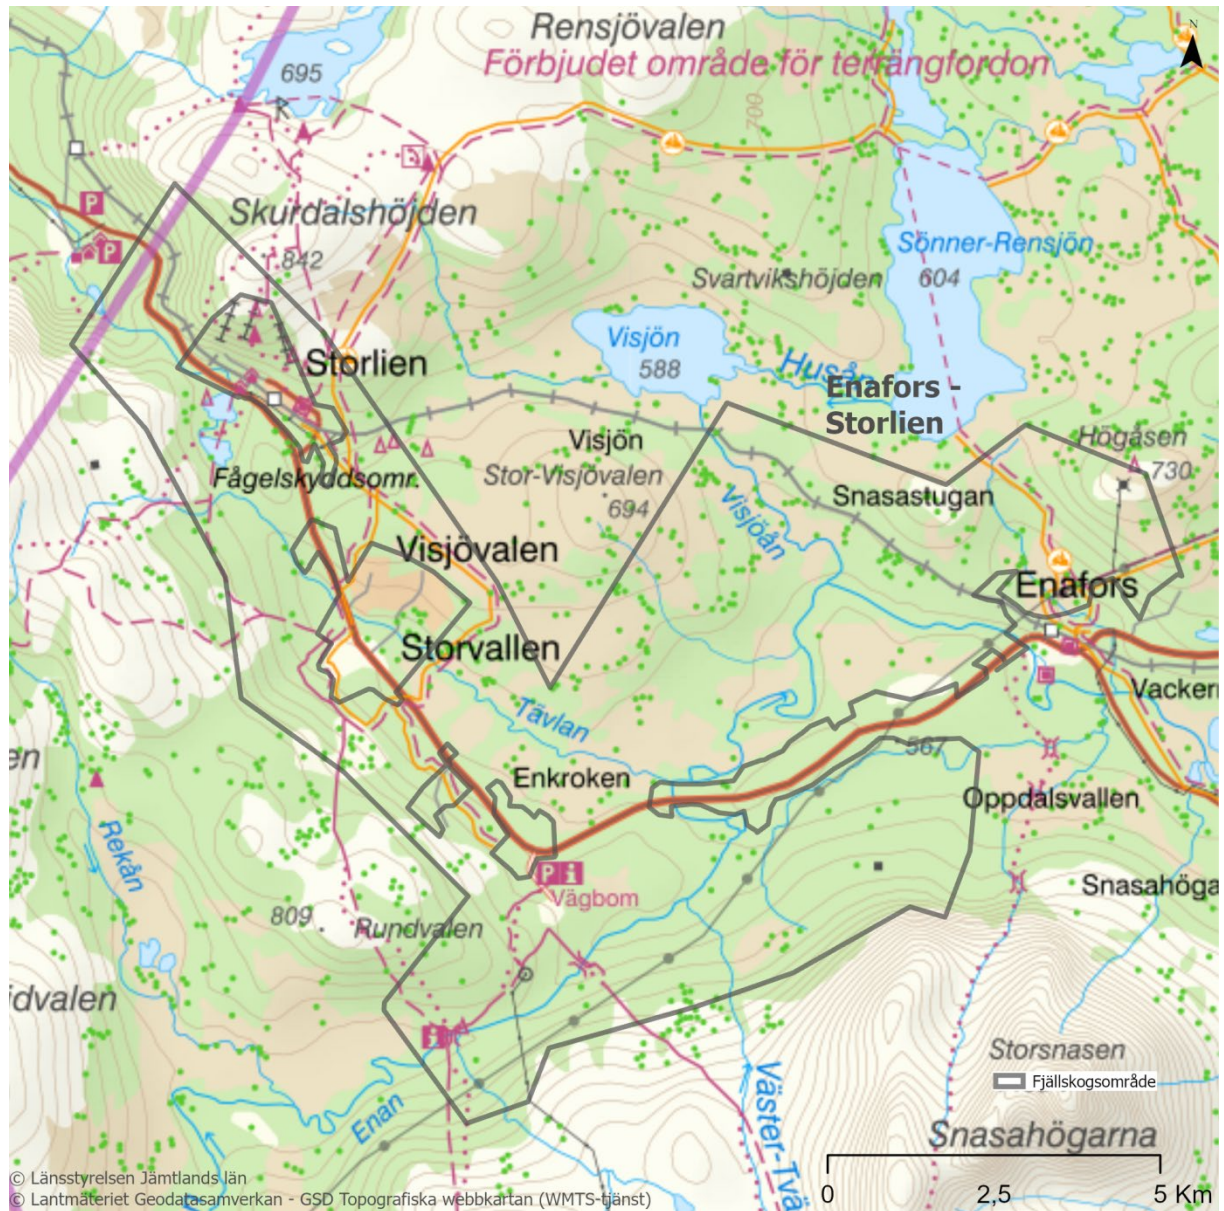 Rensjövalen
N
Förbjudet område för terrängfordon
695
700
Skurdalshöjden
P
P
842
Sönner-Rensjön
Svartvikshöjden
604
Visjön
588
Storlien
Husån
Enafors -
Storlien
Visjön
Högåsen
730
Fågelskyddsomr.
Stor-Visjövalen
694
Snasastugan
Visjöån
Visjövalen
Enafors
Storvallen
Tävlan
567
Enkroken
Oppdalsvallen
Rekån
P i
Vägbom
809
Rundvalen
i
Storsnasen
Fjällskogsområde
Enan
Väster-Tvä
Snasahögarna
© Länsstyrelsen Jämtlands län
© Lantmäteriet Geodatasamverkan - GSD Topografiska webbkartan (WMTS-tjänst)
0 2,5 5 Km